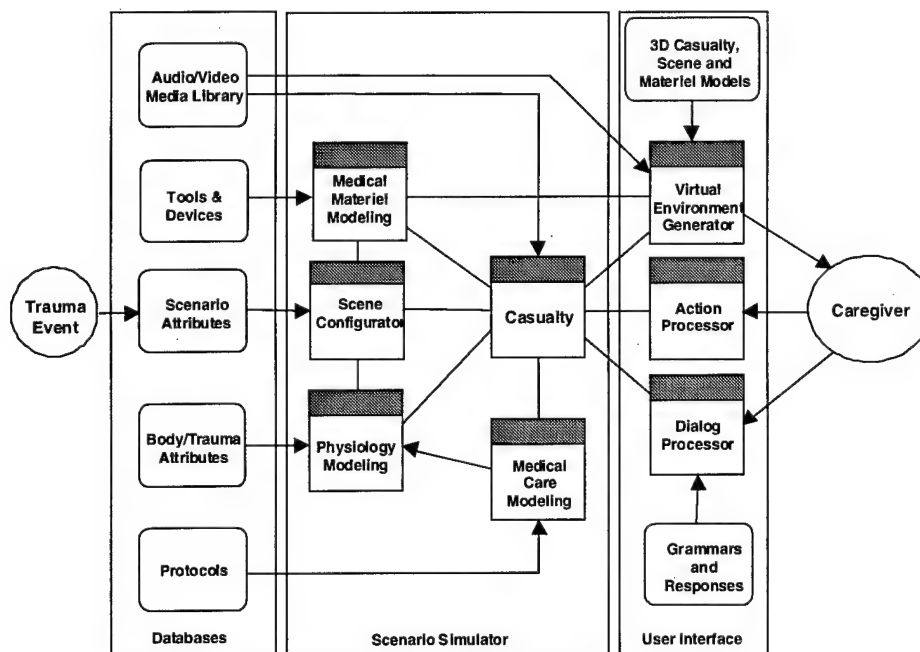 Audio/Video
Media Library
3D Casualty,
Scene and
Materiel Models
Medical
Materiel
Modeling
Virtual
Environment
Generator
Tools &
Devices
Trauma
Event
Scenario
Attributes
Scene
Configurator
Casualty
Action
Processor
Caregiver
Body/Trauma
Attributes
Physiology
Modeling
Medical
Care
Modeling
Dialog
Processor
Protocols
Grammars
and
Responses
Databases
Scenario Simulator
User Interface